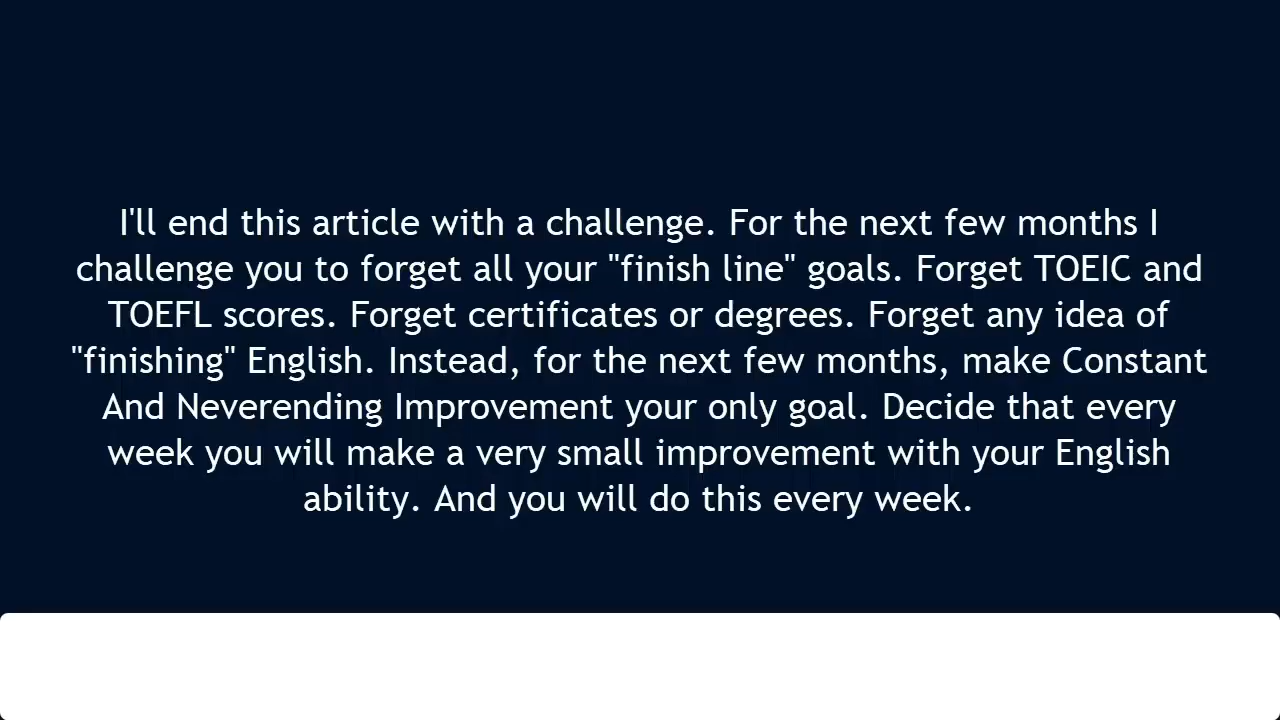 I'll end this article with a challenge. For the next few months I
challenge you to forget all your "finish line" goals. Forget TOEIC and
TOEFL scores. Forget certificates or degrees. Forget any idea of
"finishing" English. Instead, for the next few months, make Constant
And Neverending Improvement your only goal. Decide that every
week you will make a very small improvement with your English
ability. And you will do this every week.